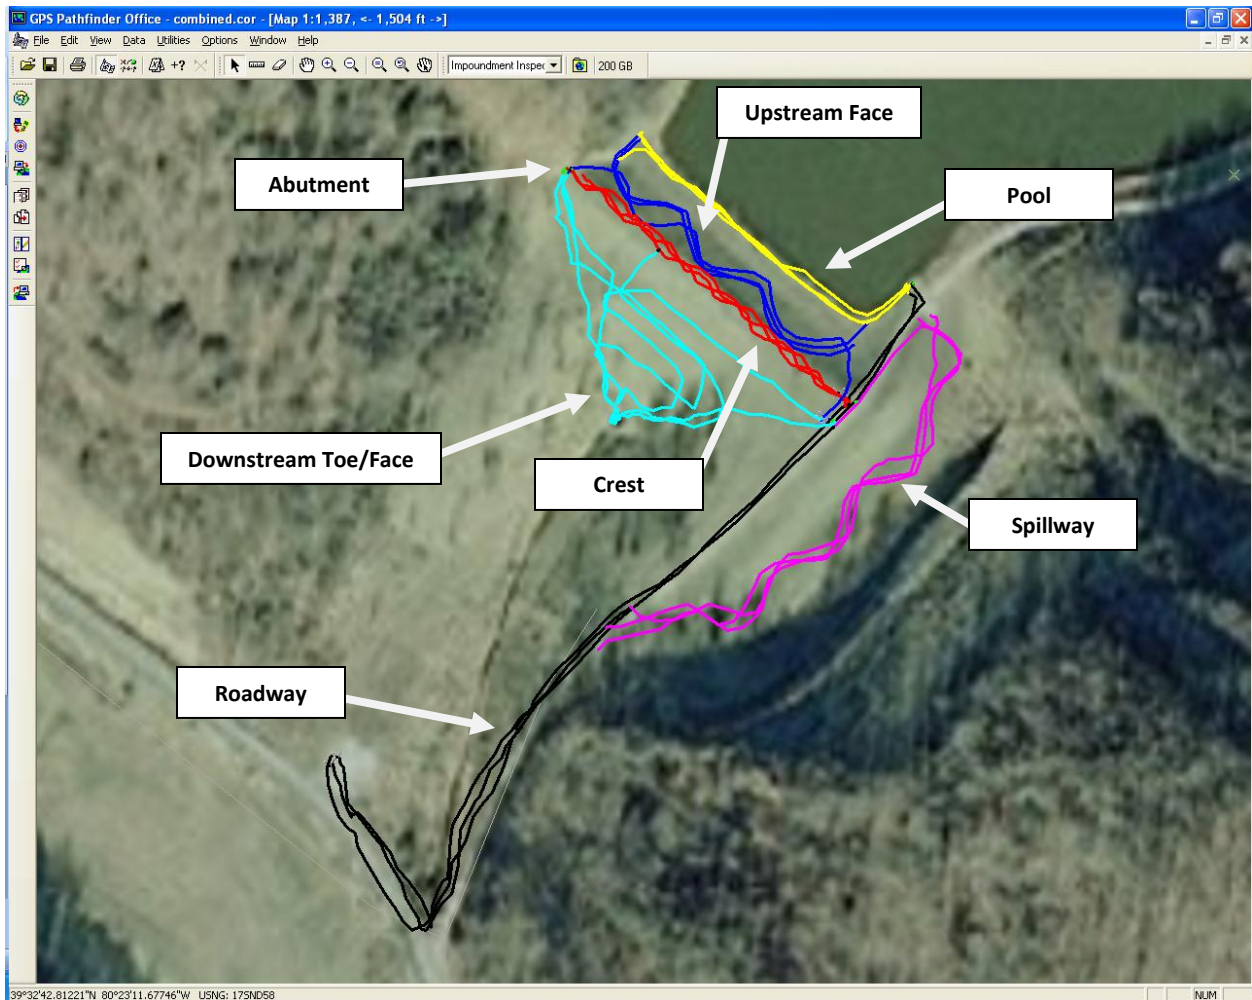 GPS Pathfinder Office - combined.cor - [Map 1:1,387, <- 1,504 ft ->]
File Edit View Data Utilities Options Window Help
+? Impoundment Inspec 200 GB
Upstream Face
Abutment
Pool
Downstream Toe/Face
Crest
Spillway
Roadway
39°32'42.81221"N 80°23'11.67746"W USNG: 17SND58 NUM